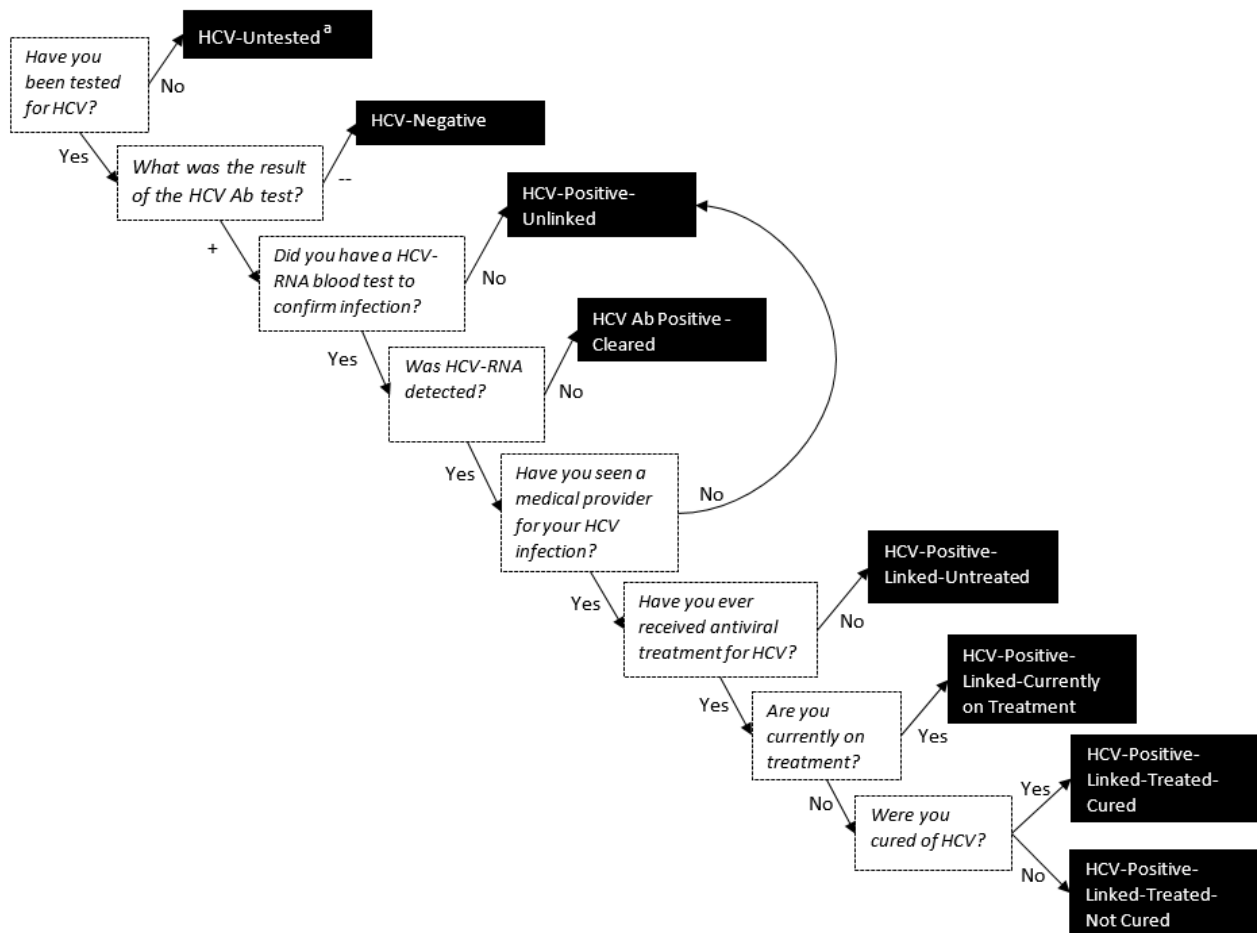 HCV-Untested a
Have you
been tested
for HCV?
No
Yes
HCV-Negative
What was the result
of the HCV Ab test?
--
+
HCV-Positive-
Unlinked
Did you have a HCV-
RNA blood test to
confirm infection?
No
Yes
HCV Ab Positive -
Cleared
Was HCV-RNA
detected?
No
Yes
Have you seen a
medical provider
for your HCV
infection?
No
Yes
HCV-Positive-
Linked-Untreated
Have you ever
received antiviral
treatment for HCV?
No
Yes
HCV-Positive-
Linked-Currently
on Treatment
Are you
currently on
treatment?
Yes
No
HCV-Positive-
Linked-Treated-
Cured
Yes
Were you
cured of HCV?
No
HCV-Positive-
Linked-Treated-
Not Cured